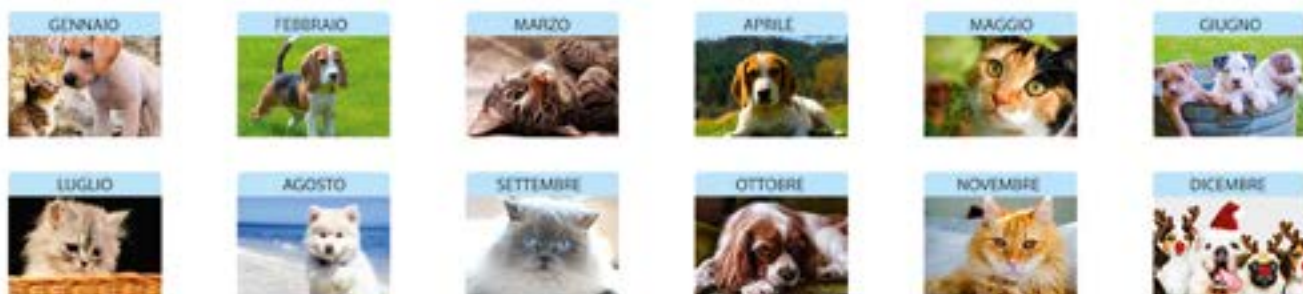 GENNAIO
FEBBRAIO
MARZO
APRILE
MAGGIO
GIUGNO
LUGLIO
AGOSTO
SETTEMBRE
OTTOBRE
NOVEMBRE
DICEMBRE